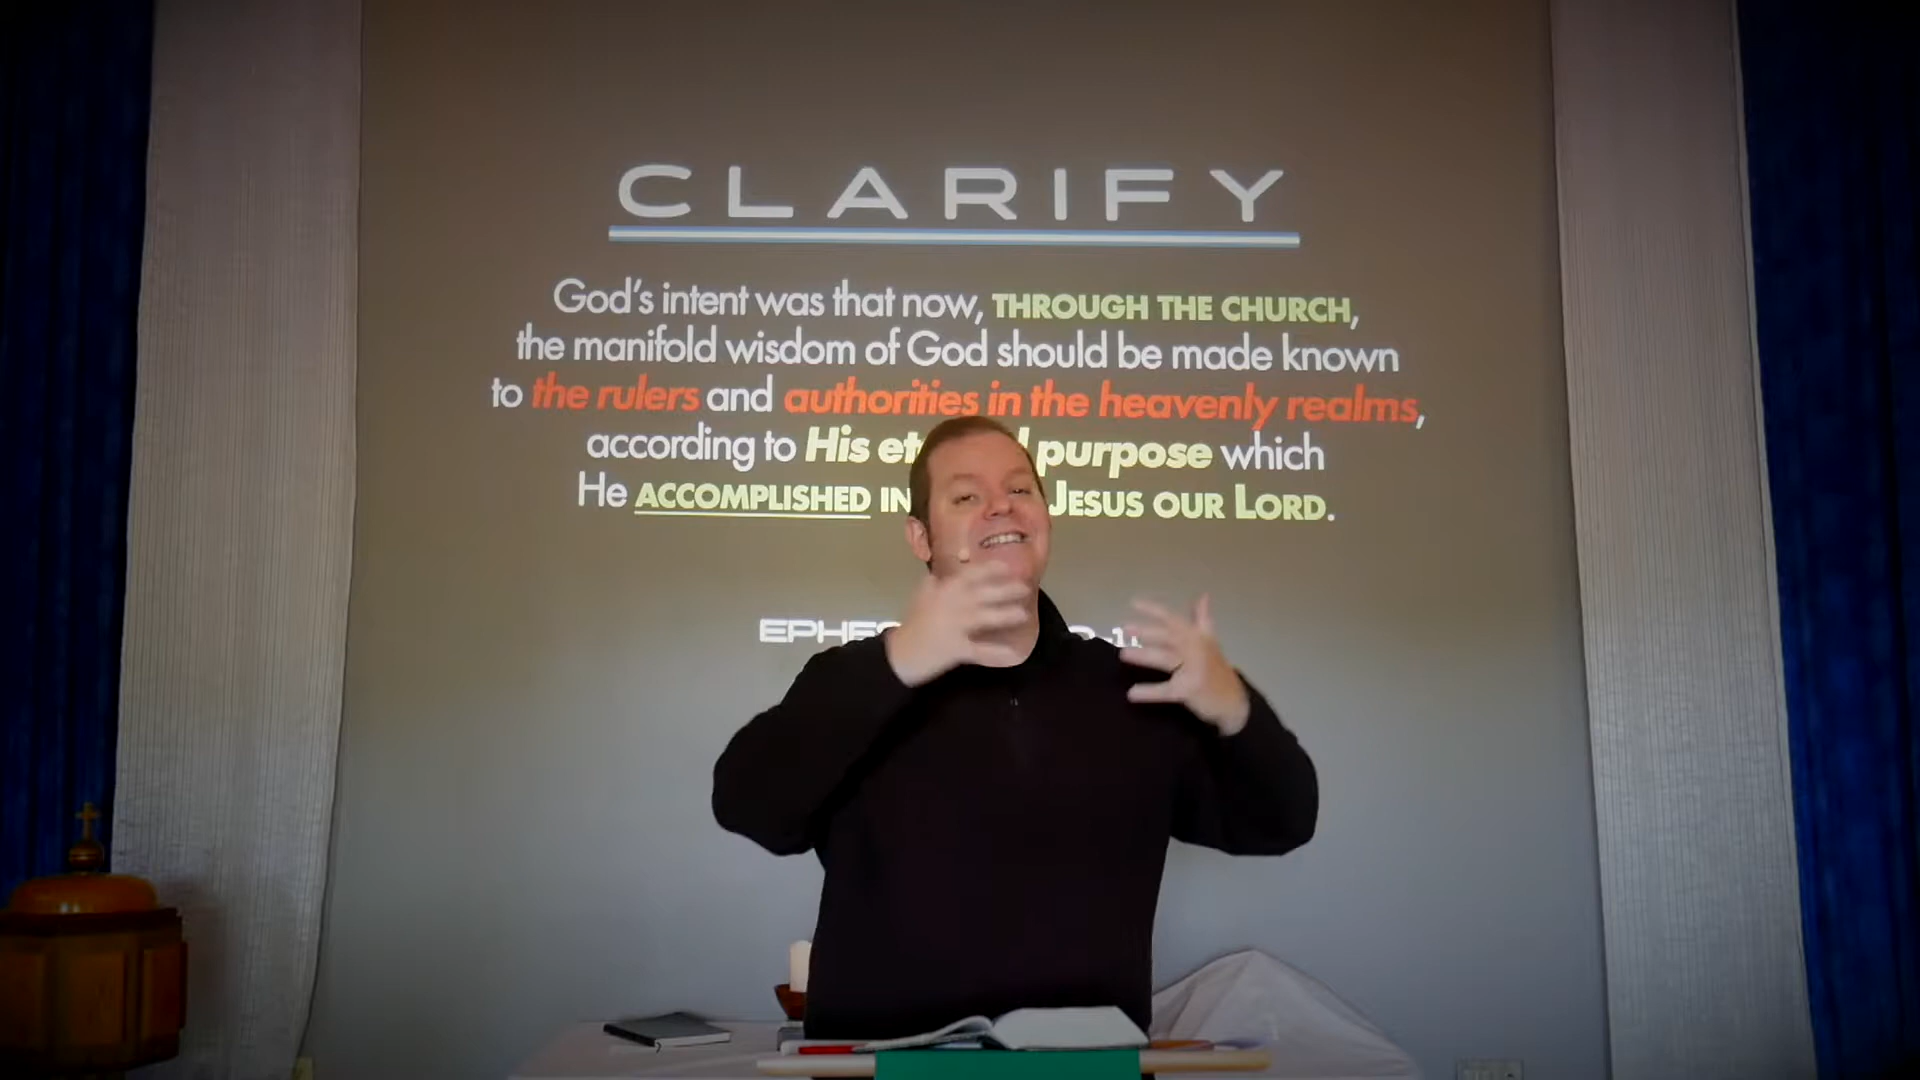 CLARIFY
God's intent was that now, THROUGH THE CHURCH,
the manifold wisdom of God should be made known
to the rulers and authorities in the heavenly realms,
according to His purpose which
He ACCOMPLISHED IN JESUS OUR LORD.